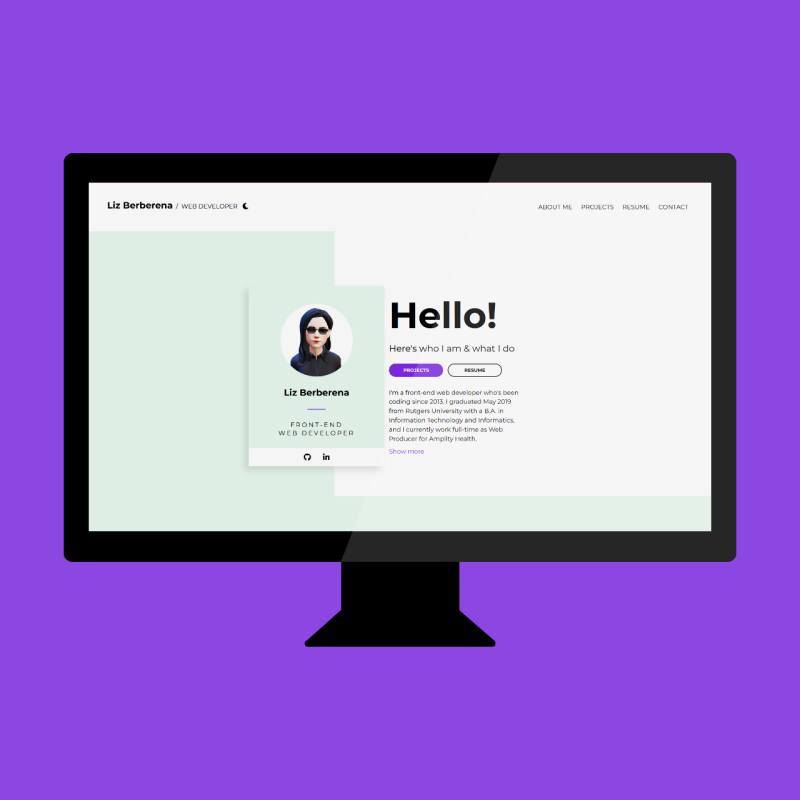 Liz Berberena / WEB DEVELOPER
ABOUT ME PROJECTS RESUME CONTACT
Liz Berberena
FRONT-END
WEB DEVELOPER
in
Hello!
Here's who I am & what I do
PROJECTS RESUME
I'm a front-end web developer who's been
coding since 2013. I graduated May 2019
from Rutgers University with a B.A. in
Information Technology and Informatics,
and I currently work full-time as Web
Producer for Amplity Health.
Show more